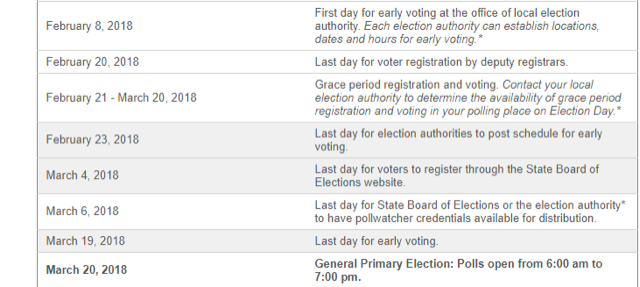 February 8, 2018
First day for early voting at the office of local election
authority. Each election authority can establish locations,
dates and hours for early voting.*
February 20, 2018
Last day for voter registration by deputy registrars.
February 21 - March 20, 2018
Grace period registration and voting. Contact your local
election authority to determine the availability of grace period
registration and voting in your polling place on Election Day.*
February 23, 2018
Last day for election authorities to post schedule for early
voting.
March 4, 2018
Last day for voters to register through the State Board of
Elections website.
March 6, 2018
Last day for State Board of Elections or the election authority*
to have pollwatcher credentials available for distribution.
March 19, 2018
Last day for early voting.
March 20, 2018
General Primary Election: Polls open from 6:00 am to
7:00 pm.